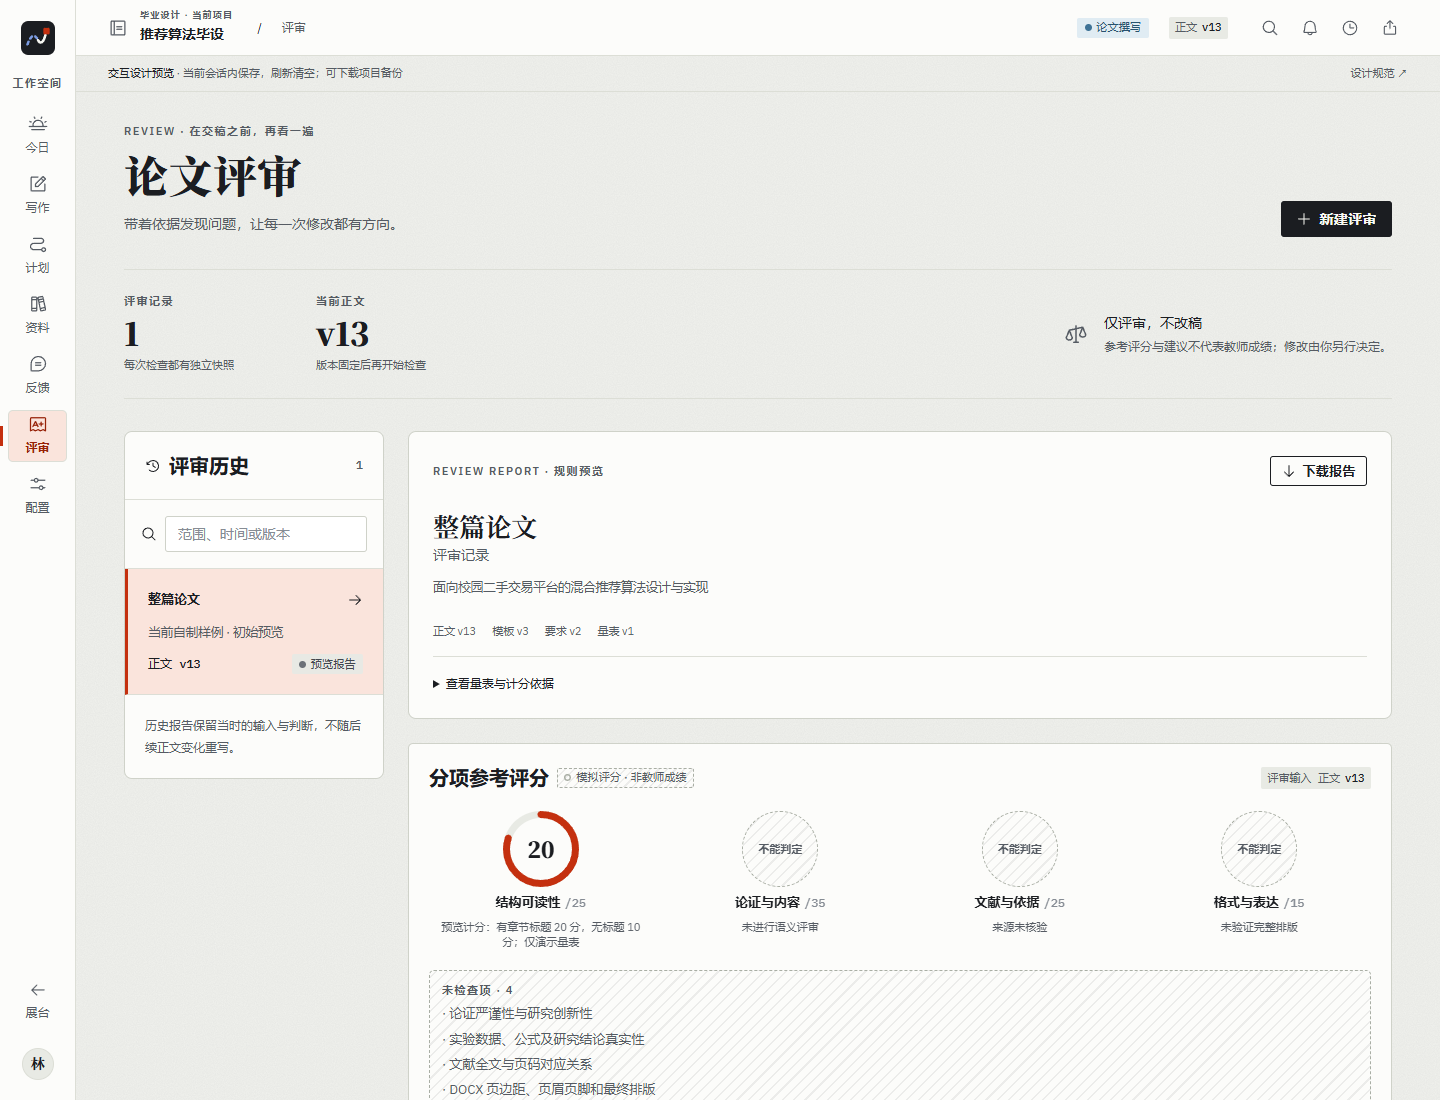 毕业设计 · 当前项目
推荐算法毕设
/
评审
论文撰写
正文 v13
工作空间
今日
写作
计划
资料
反馈
A+
评审
配置
展台
林
交互设计预览 · 当前会话内保存，刷新清空；可下载项目备份
设计规范 ↗
REVIEW · 在交稿之前，再看一遍
论文评审
带着依据发现问题，让每一次修改都有方向。
新建评审
评审记录
1
每次检查都有独立快照
当前正文
v13
版本固定后再开始检查
仅评审，不改稿
参考评分与建议不代表教师成绩；修改由你另行决定。
评审历史
1
范围、时间或版本
整篇论文
当前自制样例 · 初始预览
正文 v13
预览报告
历史报告保留当时的输入与判断，不随后
续正文变化重写。
REVIEW REPORT · 规则预览
下载报告
整篇论文
评审记录
面向校园二手交易平台的混合推荐算法设计与实现
正文 v13 模板 v3 要求 v2 量表 v1
查看量表与计分依据
分项参考评分
模拟评分 · 非教师成绩
评审输入 正文 v13
20
结构可读性 /25
预览计分：有章节标题 20 分，无标题 10
分；仅演示量表
不能判定
论证与内容 /35
未进行语义评审
不能判定
文献与依据 /25
来源未核验
不能判定
格式与表达 /15
未验证完整排版
未检查项 · 4
· 论证严谨性与研究创新性
· 实验数据、公式及研究结论真实性
· 文献全文与页码对应关系
· DOCX 页边距、页眉页脚和最终排版